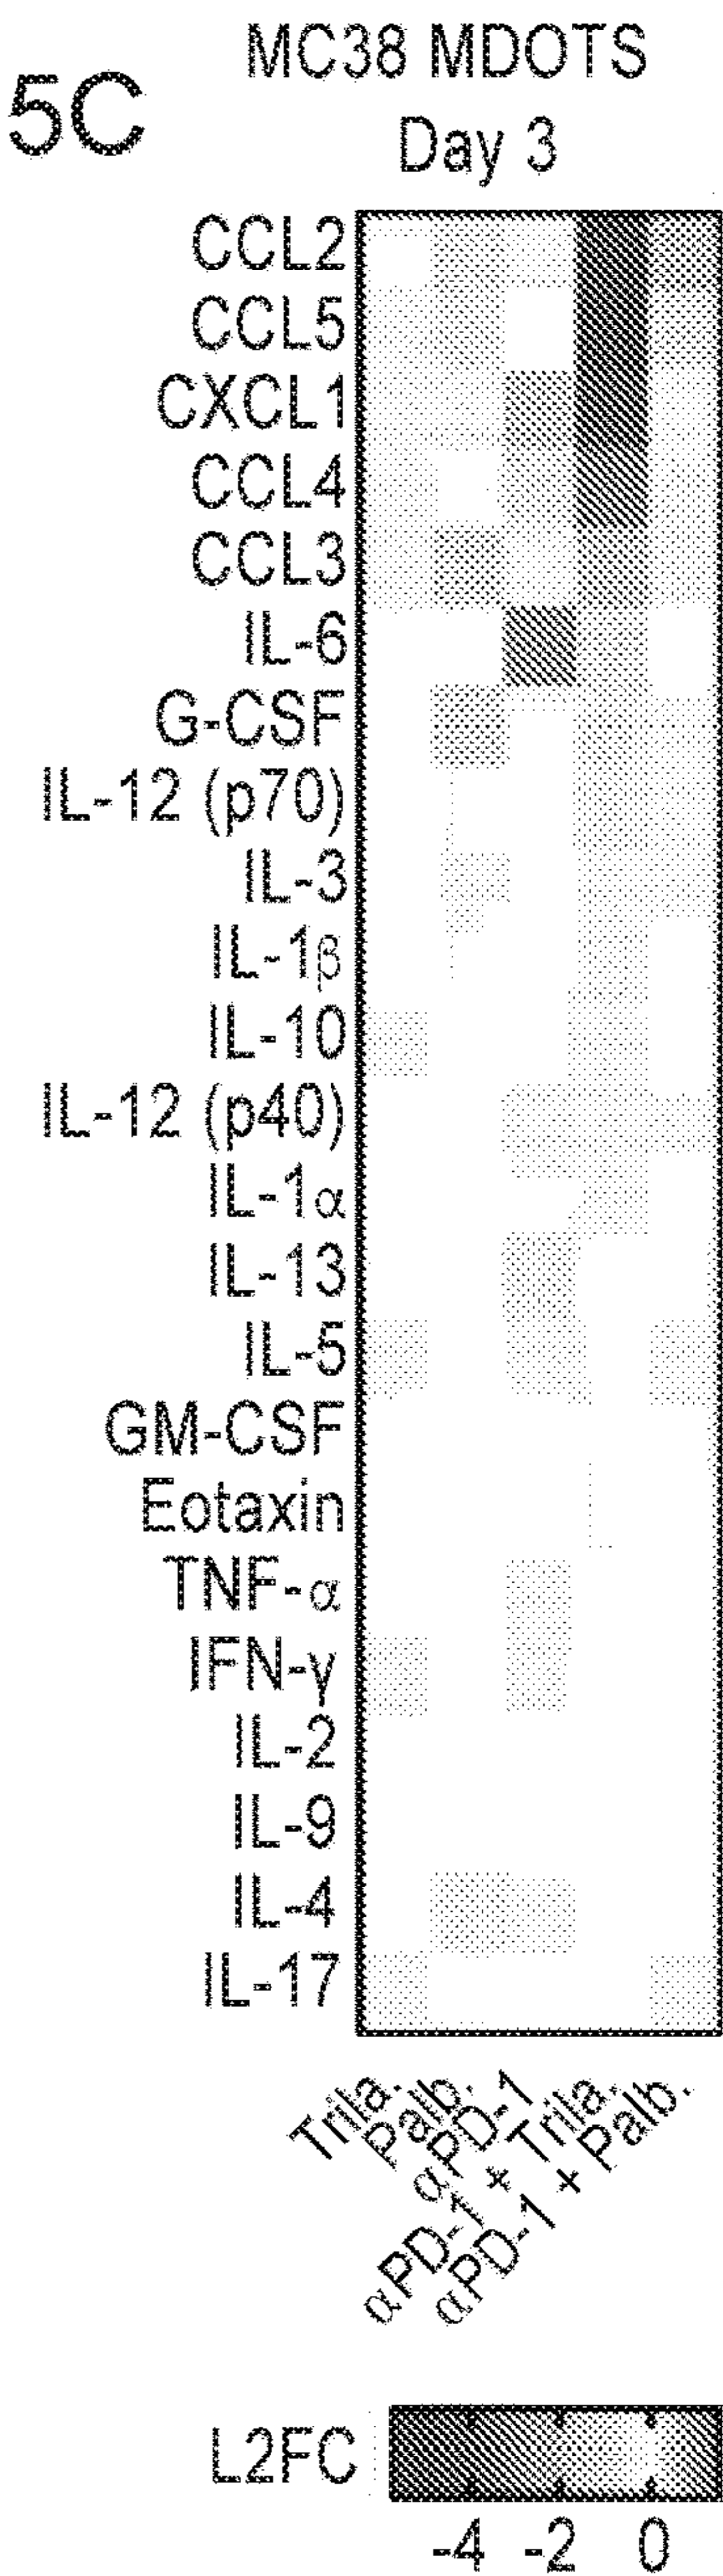 5C
MC38 MDOTS
Day 3
CCL2
CCL5
CXCL1
CCL4
CCL3
IL-6
G-CSF
IL-12 (p70)
IL-3
IL-1β
IL-10
IL-12 (p40)
IL-1α
IL-13
IL-5
GM-CSF
Eotaxin
TNF-α
IFN-γ
IL-2
IL-9
IL-4
IL-17
Trila.
Palb.
αPD-1
αPD-1 + Trila.
αPD-1 + Palb.
L2FC
-4 -2 0